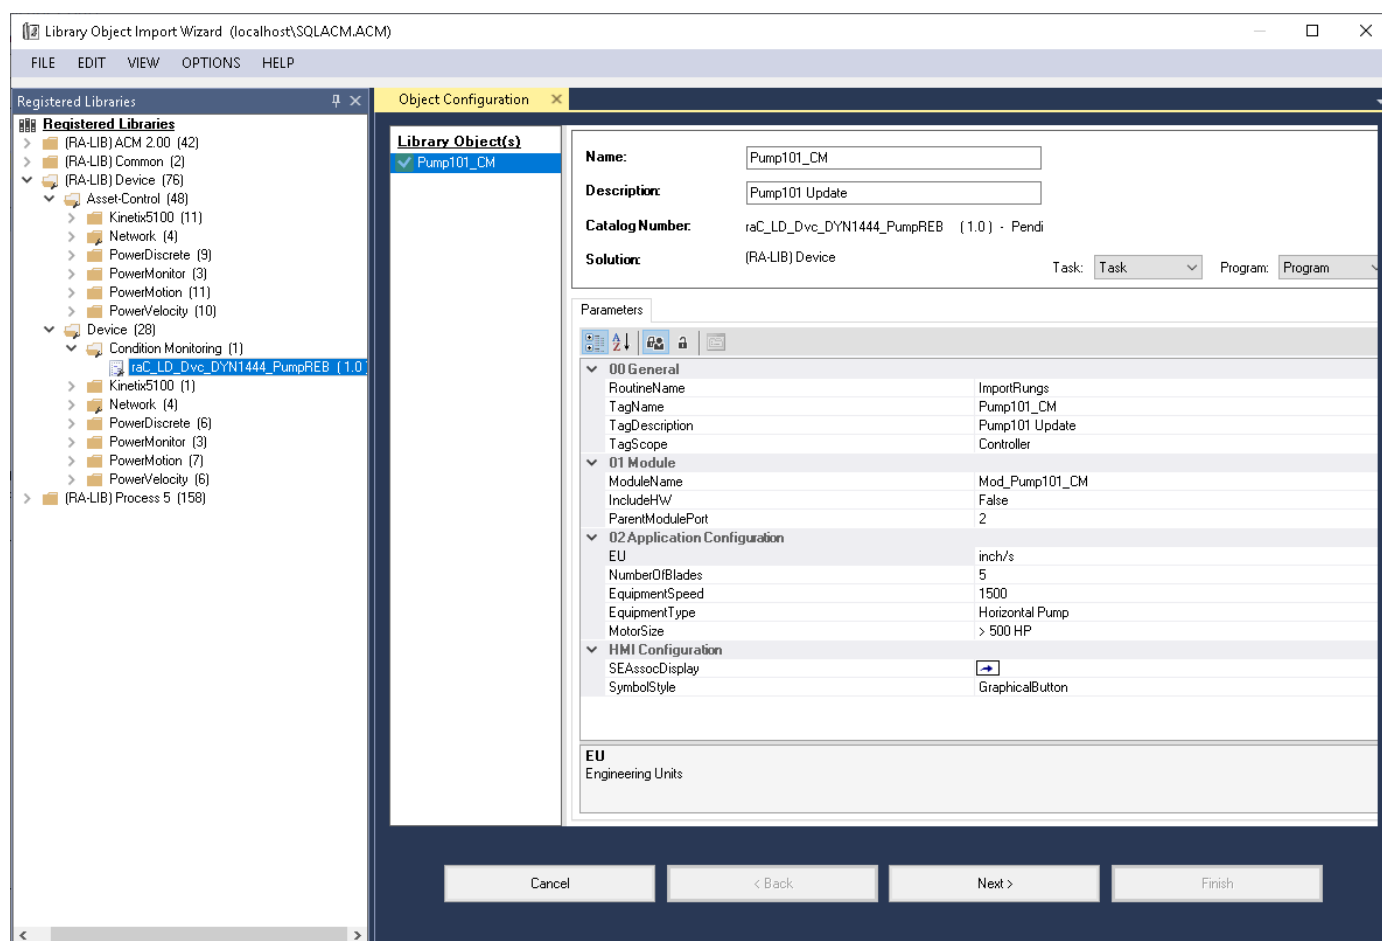 Library Object Import Wizard (localhost\SQLACM.ACM)
FILE EDIT VIEW OPTIONS HELP
Registered Libraries
Registered Libraries
(RA-LIB) ACM 2.00 (42)
(RA-LIB) Common (2)
(RA-LIB) Device (76)
Asset-Control (48)
Kinetix5100 (11)
Network (4)
PowerDiscrete (9)
PowerMonitor (3)
PowerMotion (11)
PowerVelocity (10)
Device (28)
Condition Monitoring (1)
raC_LD_Dvc_DYN1444_PumpREB (1.0
Kinetix5100 (1)
Network (4)
PowerDiscrete (6)
PowerMonitor (3)
PowerMotion (7)
PowerVelocity (6)
(RA-LIB) Process 5 (158)
Object Configuration
Library Object(s)
Pump101_CM
Name: Pump101_CM
Description: Pump101 Update
Catalog Number: raC_LD_Dvc_DYN1444_PumpREB (1.0) - Pendi
Solution: (RA-LIB) Device
Task: Task Program: Program
Parameters
00 General
RoutineName ImportRungs
TagName Pump101_CM
TagDescription Pump101 Update
TagScope Controller
01 Module
ModuleName Mod_Pump101_CM
IncludeHW False
ParentModulePort 2
02 Application Configuration
EU inch/s
NumberOfBlades 5
EquipmentSpeed 1500
EquipmentType Horizontal Pump
MotorSize > 500 HP
HMI Configuration
SEAssocDisplay
SymbolStyle GraphicalButton
EU
Engineering Units
Cancel < Back Next > Finish